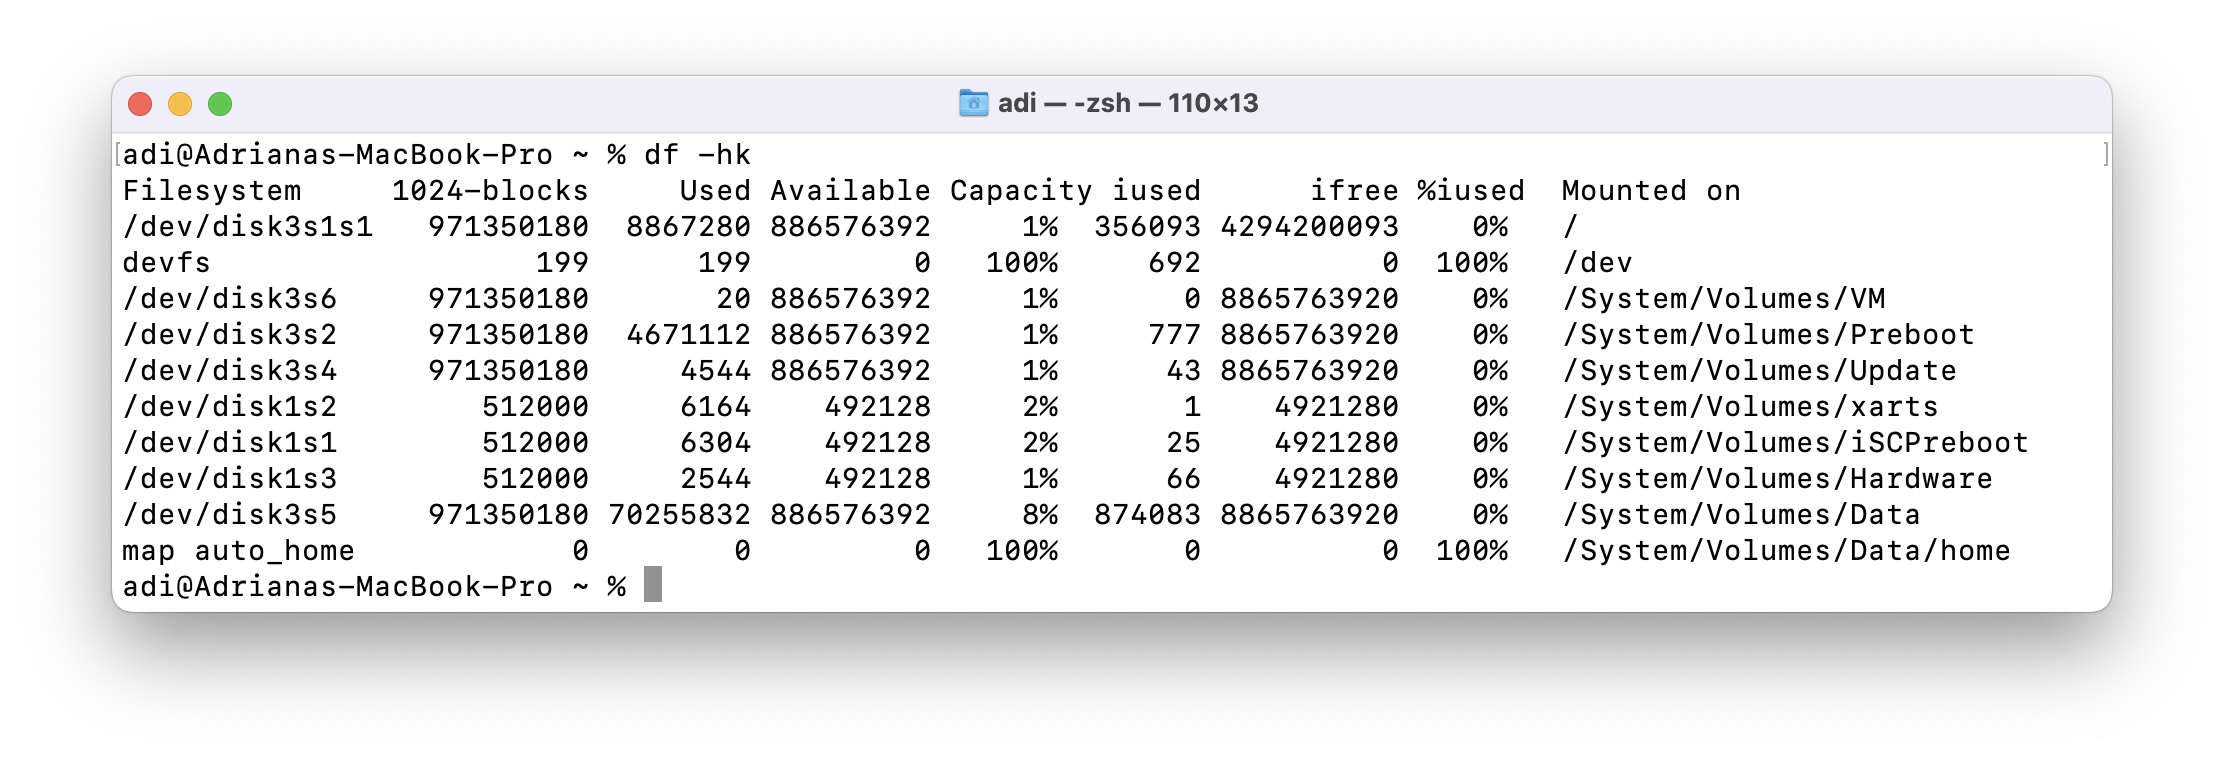 adi — -zsh — 110×13
adi@Adrianas-MacBook-Pro ~ % df -hk
Filesystem     1024-blocks     Used Available Capacity iused      ifree %iused  Mounted on
/dev/disk3s1s1   971350180  8867280 886576392     1%  356093 4294200093    0%   /
devfs                  199      199         0   100%     692          0  100%   /dev
/dev/disk3s6     971350180       20 886576392     1%       0 8865763920    0%   /System/Volumes/VM
/dev/disk3s2     971350180  4671112 886576392     1%     777 8865763920    0%   /System/Volumes/Preboot
/dev/disk3s4     971350180     4544 886576392     1%      43 8865763920    0%   /System/Volumes/Update
/dev/disk1s2        512000     6164    492128     2%       1    4921280    0%   /System/Volumes/xarts
/dev/disk1s1        512000     6304    492128     2%      25    4921280    0%   /System/Volumes/iSCPreboot
/dev/disk1s3        512000     2544    492128     1%      66    4921280    0%   /System/Volumes/Hardware
/dev/disk3s5     971350180 70255832 886576392     8%  874083 8865763920    0%   /System/Volumes/Data
map auto_home            0        0         0   100%       0          0  100%   /System/Volumes/Data/home
adi@Adrianas-MacBook-Pro ~ %